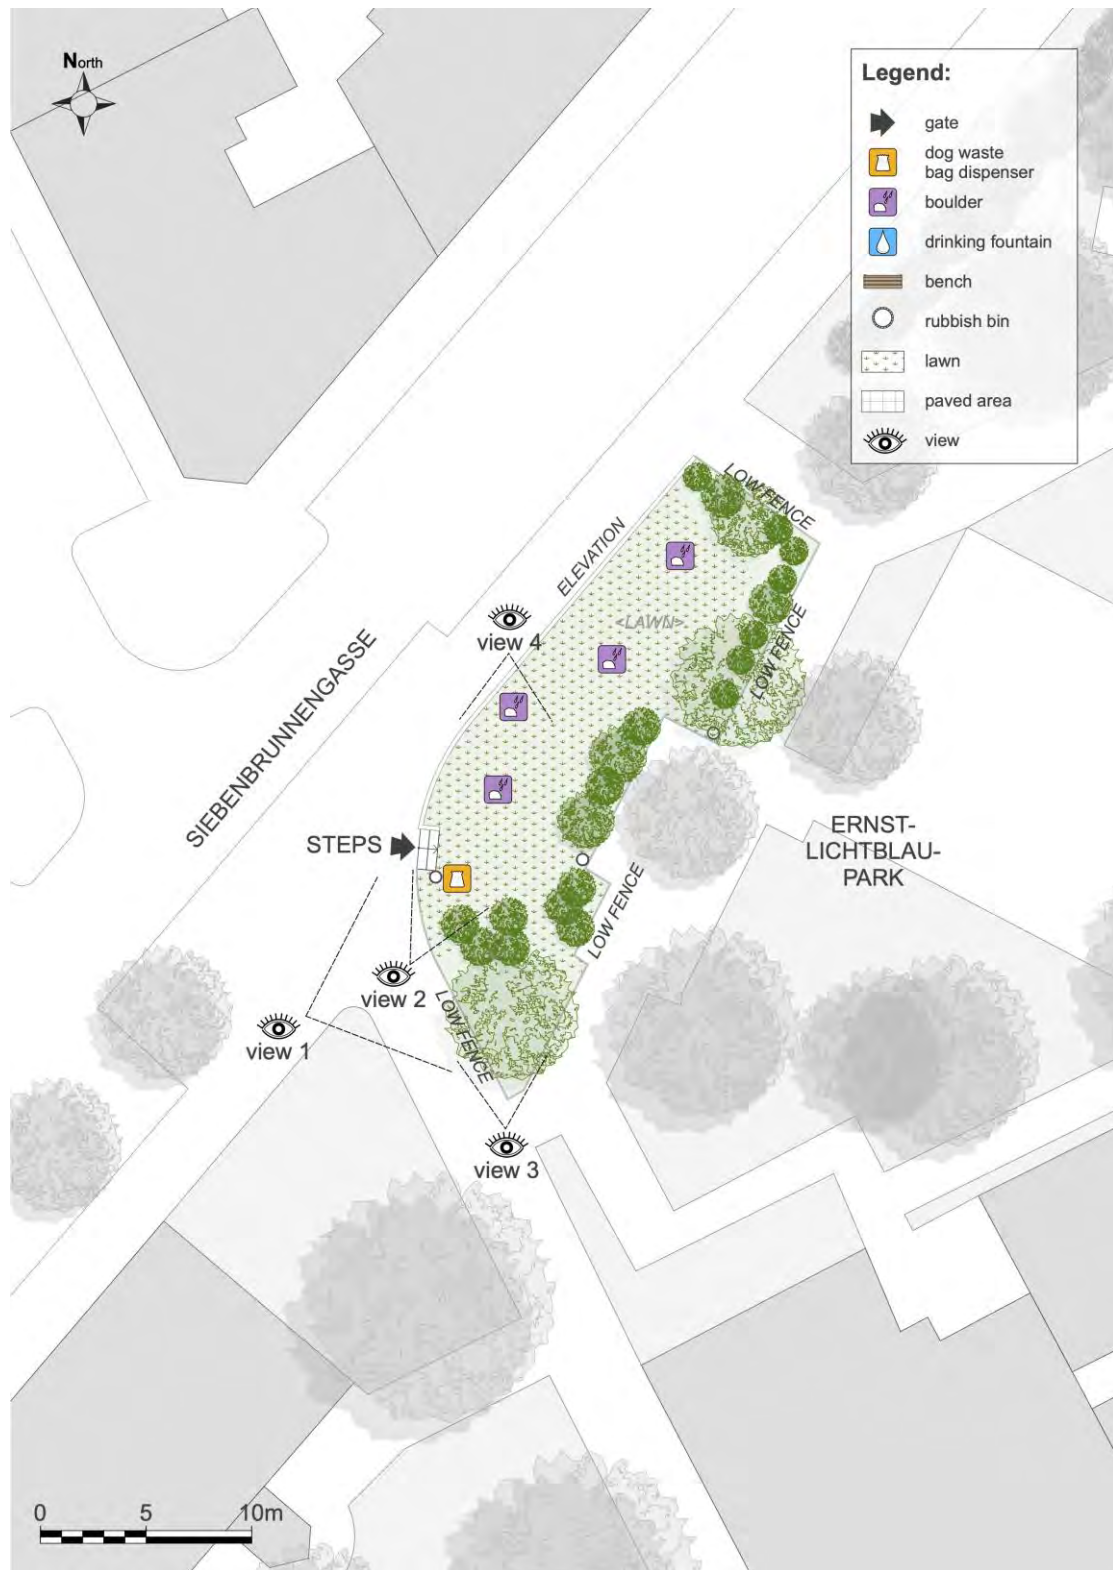 North
Legend:
gate
dog waste
bag dispenser
boulder
drinking fountain
bench
rubbish bin
lawn
paved area
view
LOW FENCE
ELEVATION
<LAWN>
view 4
LOW FENCE
SIEBENBRUNNENGASSE
STEPS
ERNST-
LICHTBLAU-
PARK
LOW FENCE
view 2
LOW FENCE
view 1
view 3
0 5 10m